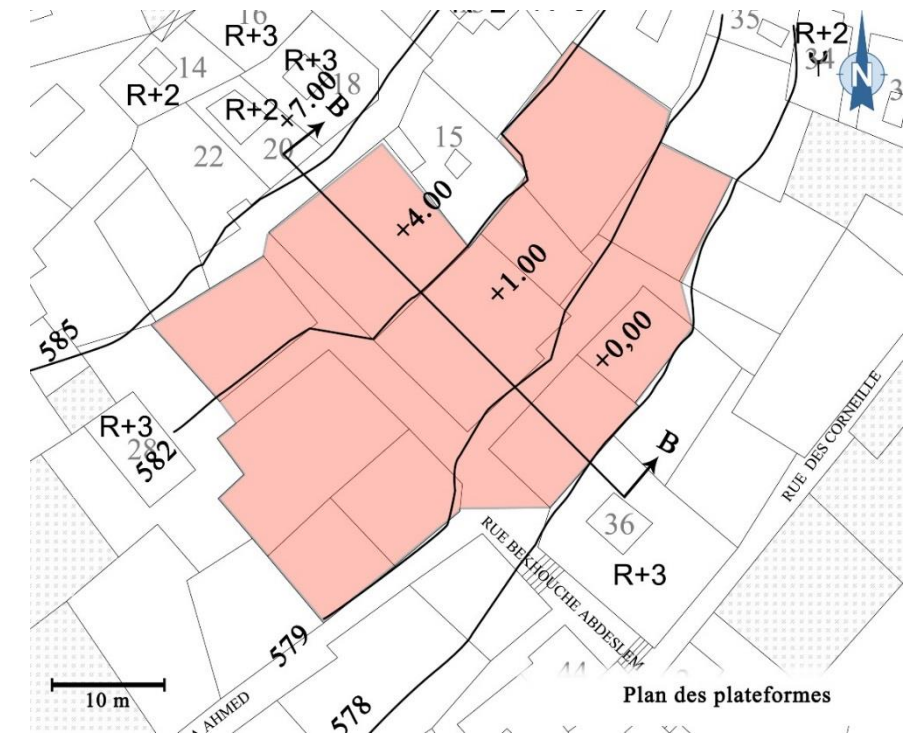 16
R+3
35
R+2
34
14
R+3
18
R+2
R+2
+7.00
B
N
15
22
20
+4.00
+1.00
585
+0,00
R+3
28
582
B
RUE DES CORNEILLE
36
RUE BEKHOUCHE ABDESLEM
R+3
579
44
10 m
A AHMED
578
Plan des plateformes